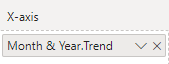 X-axis
Month & Year.Trend